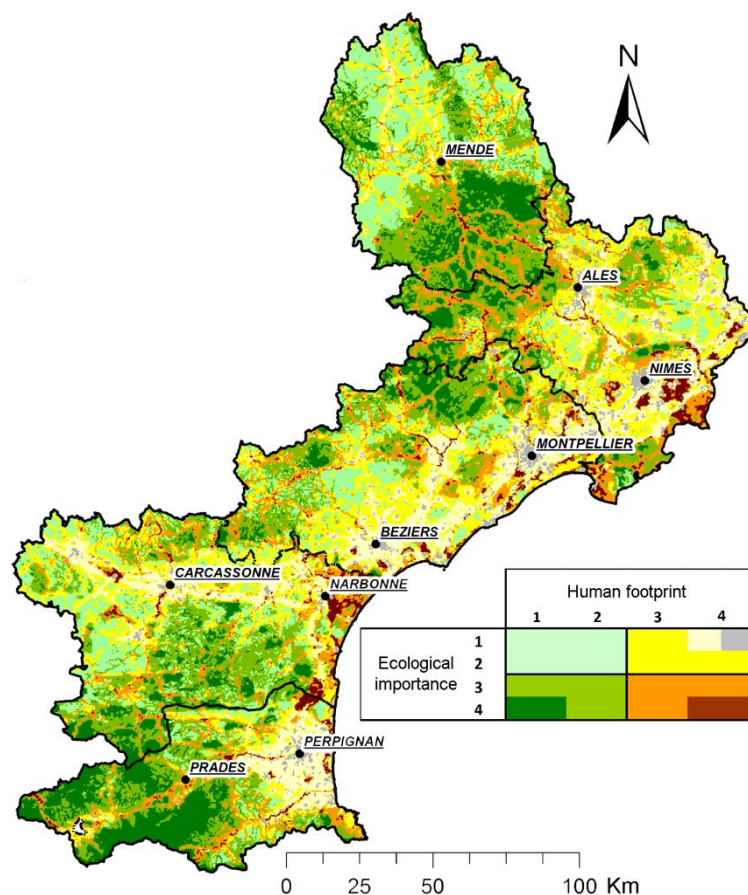 N
MENDE
ALES
NIMES
MONTPELLIER
BEZIERS
CARCASSONNE
NARBONNE
Human footprint
1 2 3 4
Ecological importance
1
2
3
4
PERPIGNAN
PRADES
0 25 50 100 Km